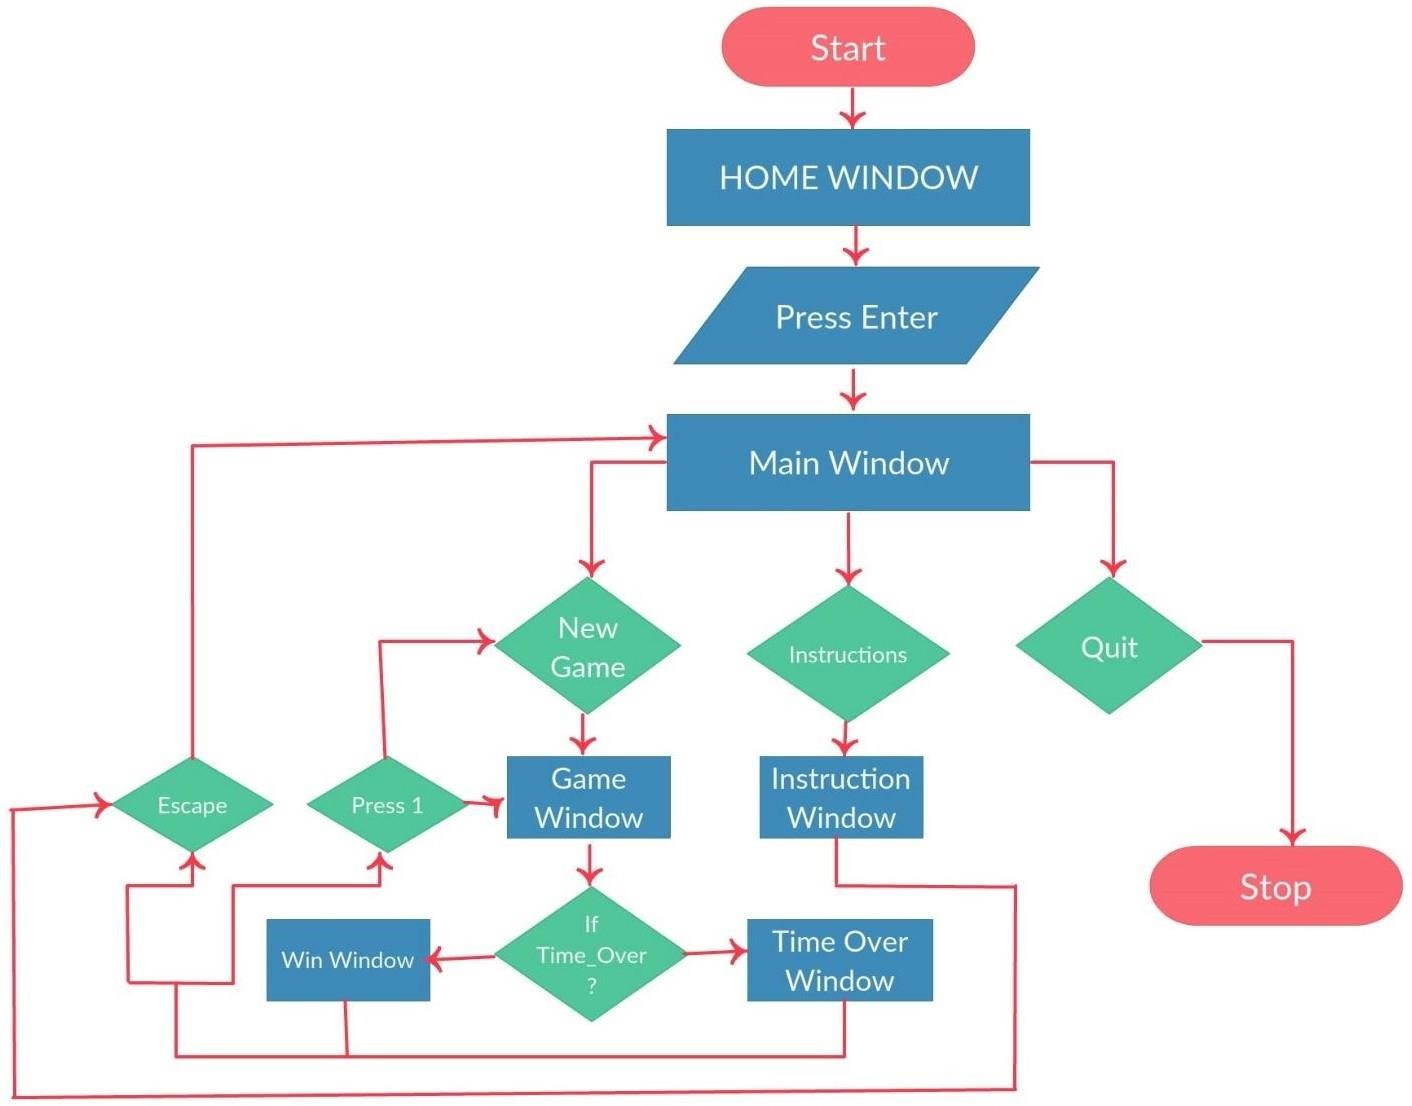 Start
HOME WINDOW
Press Enter
Main Window
New
Game
Instructions
Quit
Escape
Press 1
Game
Window
Instruction
Window
Stop
Win Window
If
Time_Over
?
Time Over
Window